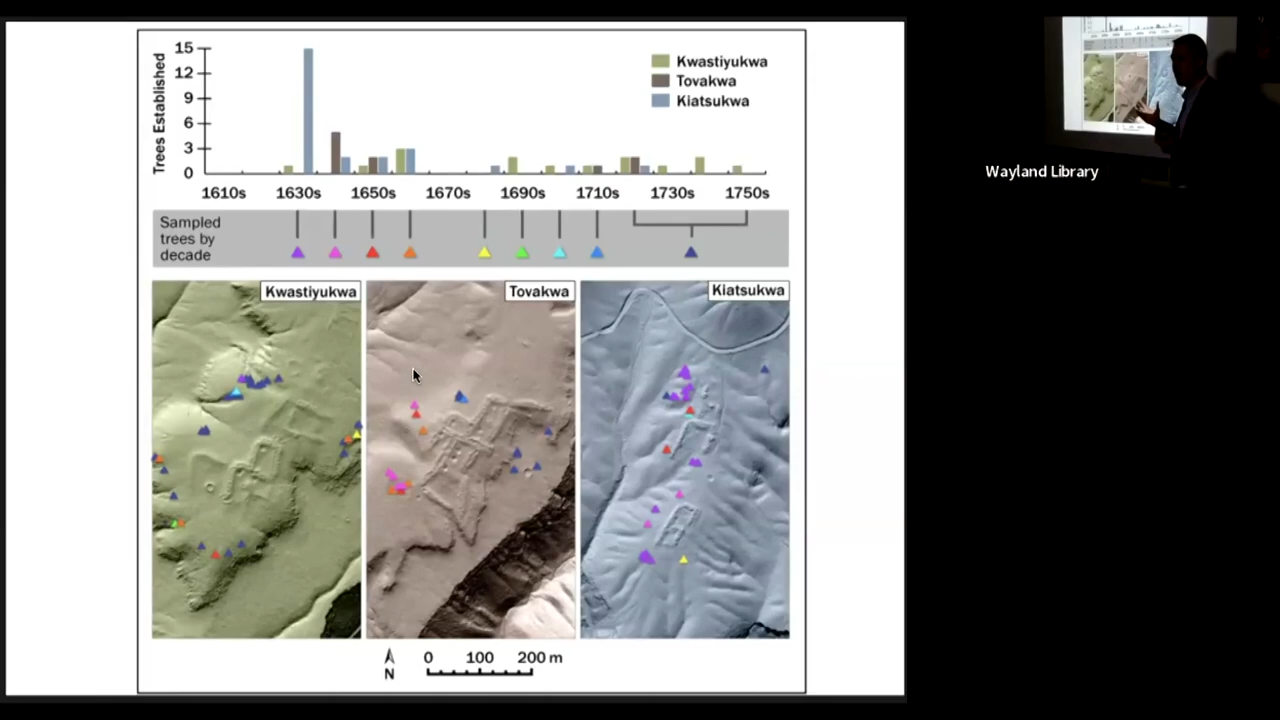 Trees Established
15
12
9
6
3
0
Kwastiyukwa
Tovakwa
Kiatsukwa
1610s 1630s 1650s 1670s 1690s 1710s 1730s 1750s
Sampled
trees by
decade
Kwastiyukwa
Tovakwa
Kiatsukwa
N
0 100 200 m
Wayland Library